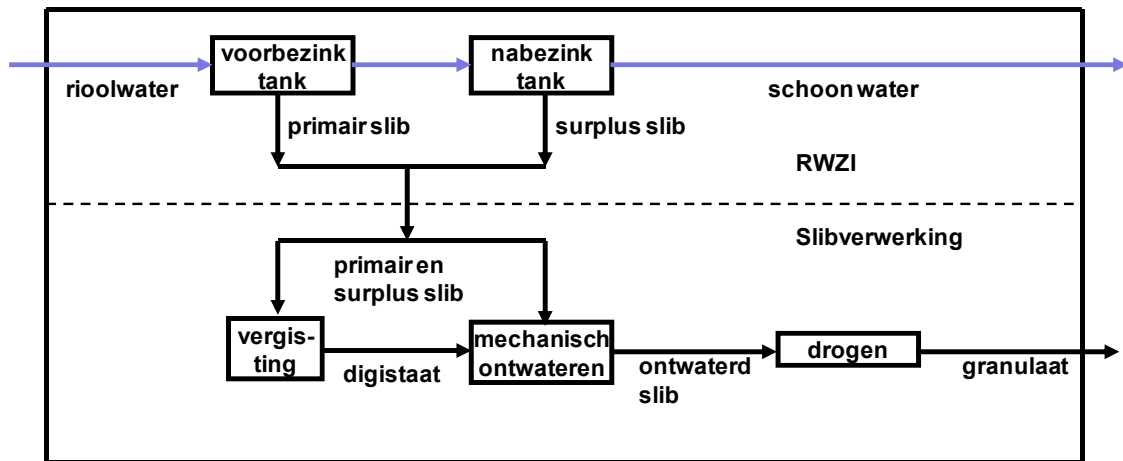 voorbezink
tank
nabezink
tank
rioolwater
schoon water
primair slib
surplus slib
RWZI
Slibverwerking
primair en
surplus slib
vergis-
ting
mechanisch
ontwateren
drogen
digistaat
ontwaterd
slib
granulaat